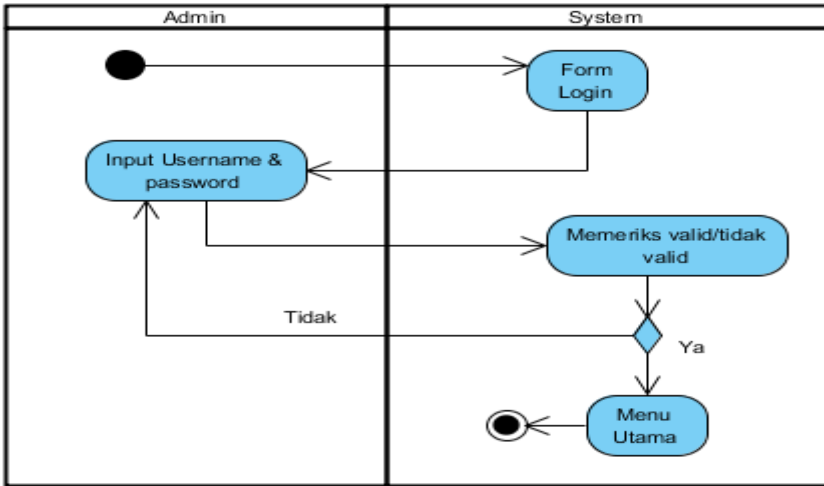 Admin
System
Form
Login
Input Username &
password
Memeriks valid/tidak
valid
Tidak
Ya
Menu
Utama